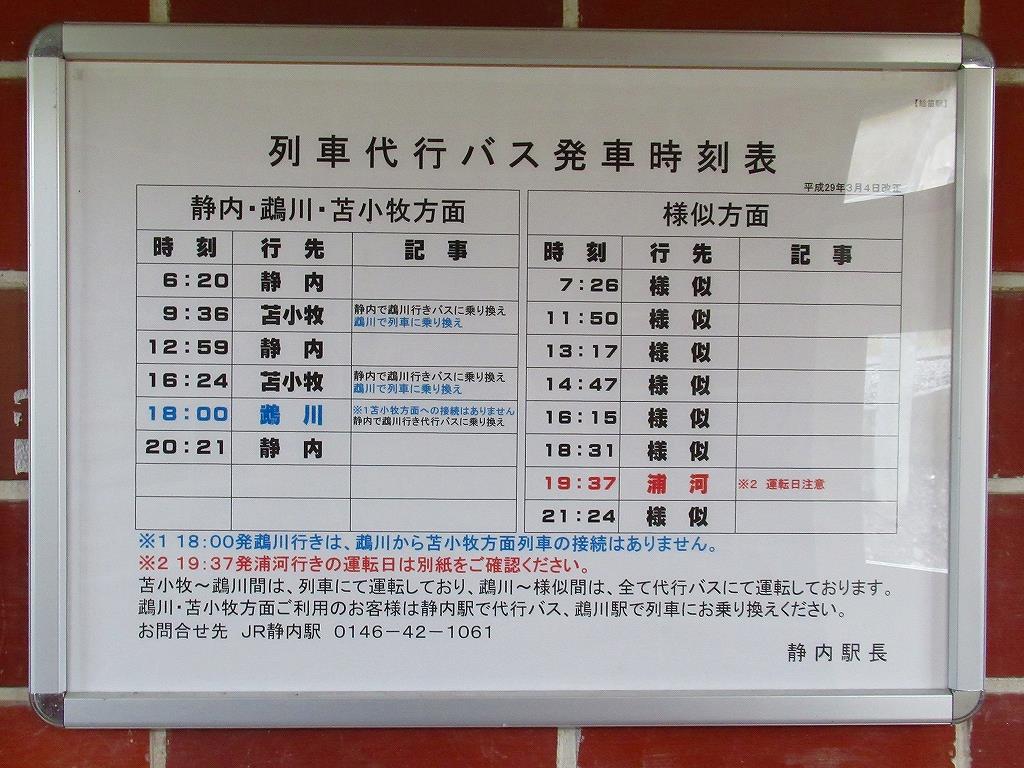 【絵笛駅】
列車代行バス発車時刻表
平成29年3月4日改正
静内・鵡川・苫小牧方面
時刻 行先 記事
6:20 静内
9:36 苫小牧 静内で鵡川行きバスに乗り換え
鵡川で列車に乗り換え
12:59 静内
16:24 苫小牧 静内で鵡川行きバスに乗り換え
鵡川で列車に乗り換え
18:00 鵡川 ※1苫小牧方面への接続はありません
静内で鵡川行き代行バスに乗り換え
20:21 静内
様似方面
時刻 行先 記事
7:26 様似
11:50 様似
13:17 様似
14:47 様似
16:15 様似
18:31 様似
19:37 浦河 ※2 運転日注意
21:24 様似
※1 18:00発鵡川行きは、鵡川から苫小牧方面列車の接続はありません。
※2 19:37発浦河行きの運転日は別紙をご確認ください。
苫小牧～鵡川間は、列車にて運転しており、鵡川～様似間は、全て代行バスにて運転しております。
鵡川・苫小牧方面ご利用のお客様は静内駅で代行バス、鵡川駅で列車にお乗り換えください。
お問合せ先 JR静内駅 0146－42－1061
静内駅長